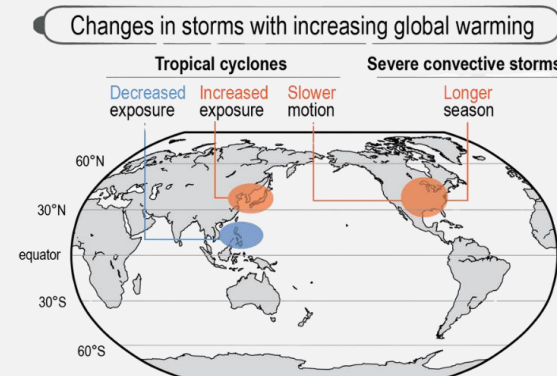 Changes in storms with increasing global warming
Tropical cyclones
Severe convective storms
Decreased exposure
Increased exposure
Slower motion
Longer season
60°N
30°N
equator
30°S
60°S